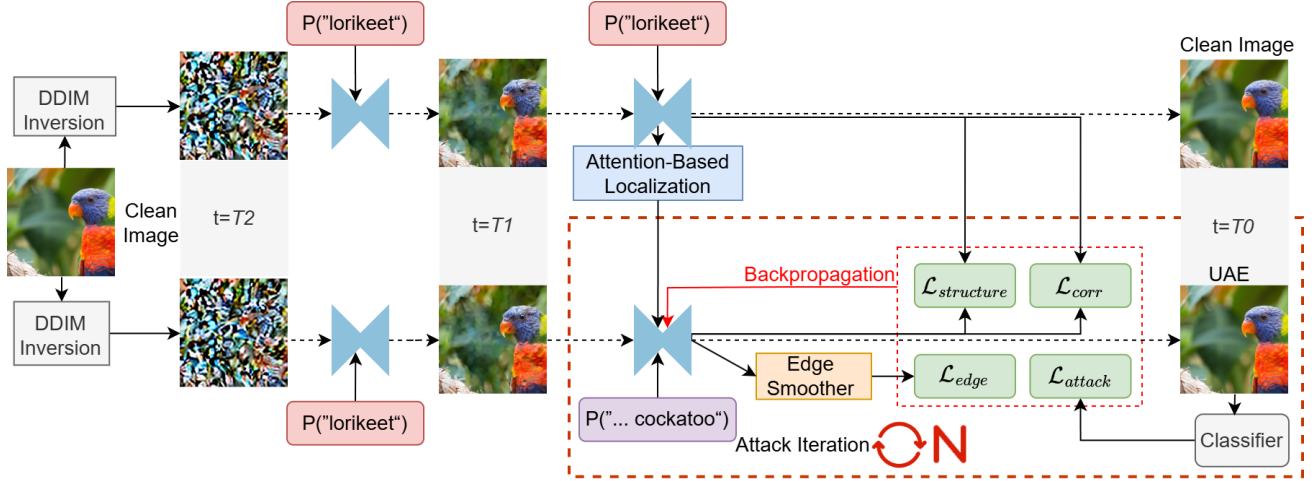 P("lorikeet“)
P("lorikeet“)
Clean Image
DDIM
Inversion
Attention-Based
Localization
Clean
Image
t=T2
t=T1
t=T0
UAE
Backpropagation
ℒstructure
ℒcorr
DDIM
Inversion
Edge
Smoother
ℒedge
ℒattack
P("lorikeet“)
P("... cockatoo“)
Attack Iteration
N
Classifier